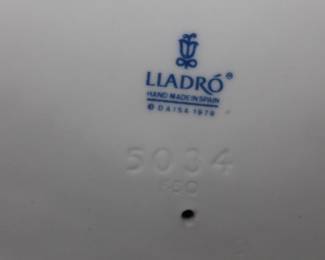 LLADRÓ®
HAND MADE IN SPAIN
© DAISA 1979
5034